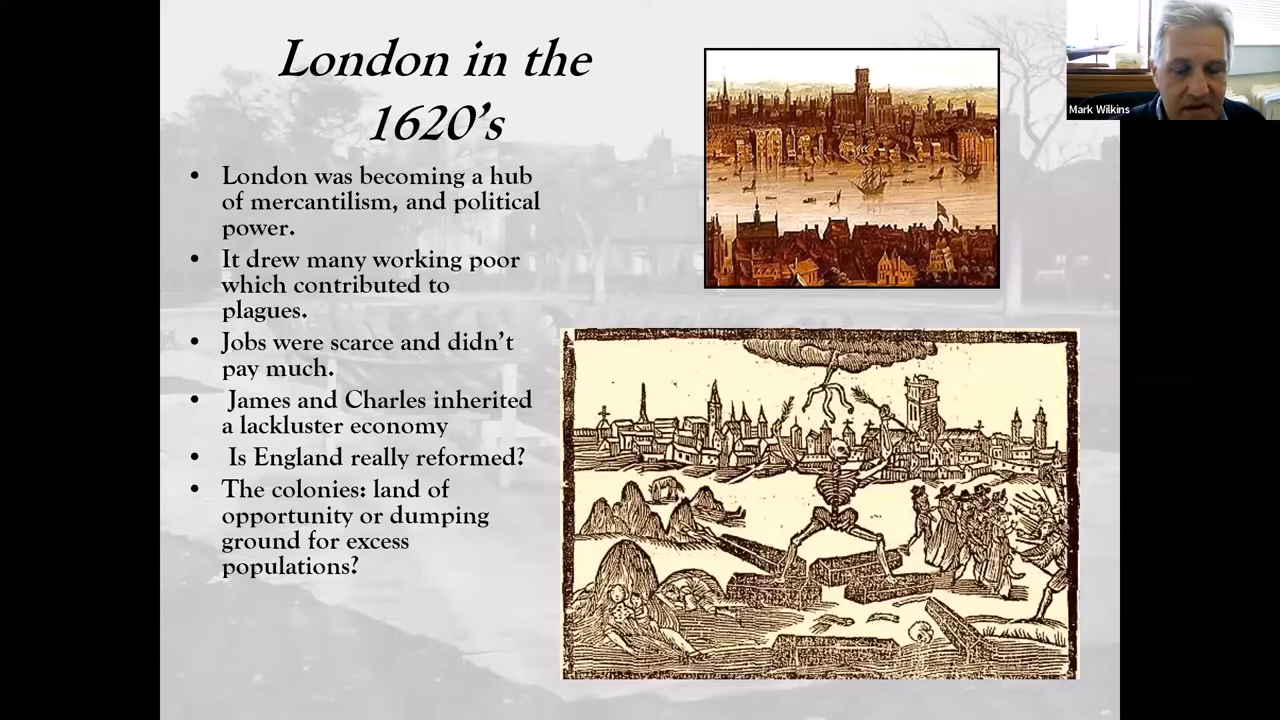 London in the
1620's
• London was becoming a hub
of mercantilism, and political
power.
• It drew many working poor
which contributed to
plagues.
• Jobs were scarce and didn't
pay much.
• James and Charles inherited
a lackluster economy
• Is England really reformed?
• The colonies: land of
opportunity or dumping
ground for excess
populations?
Mark Wilkins